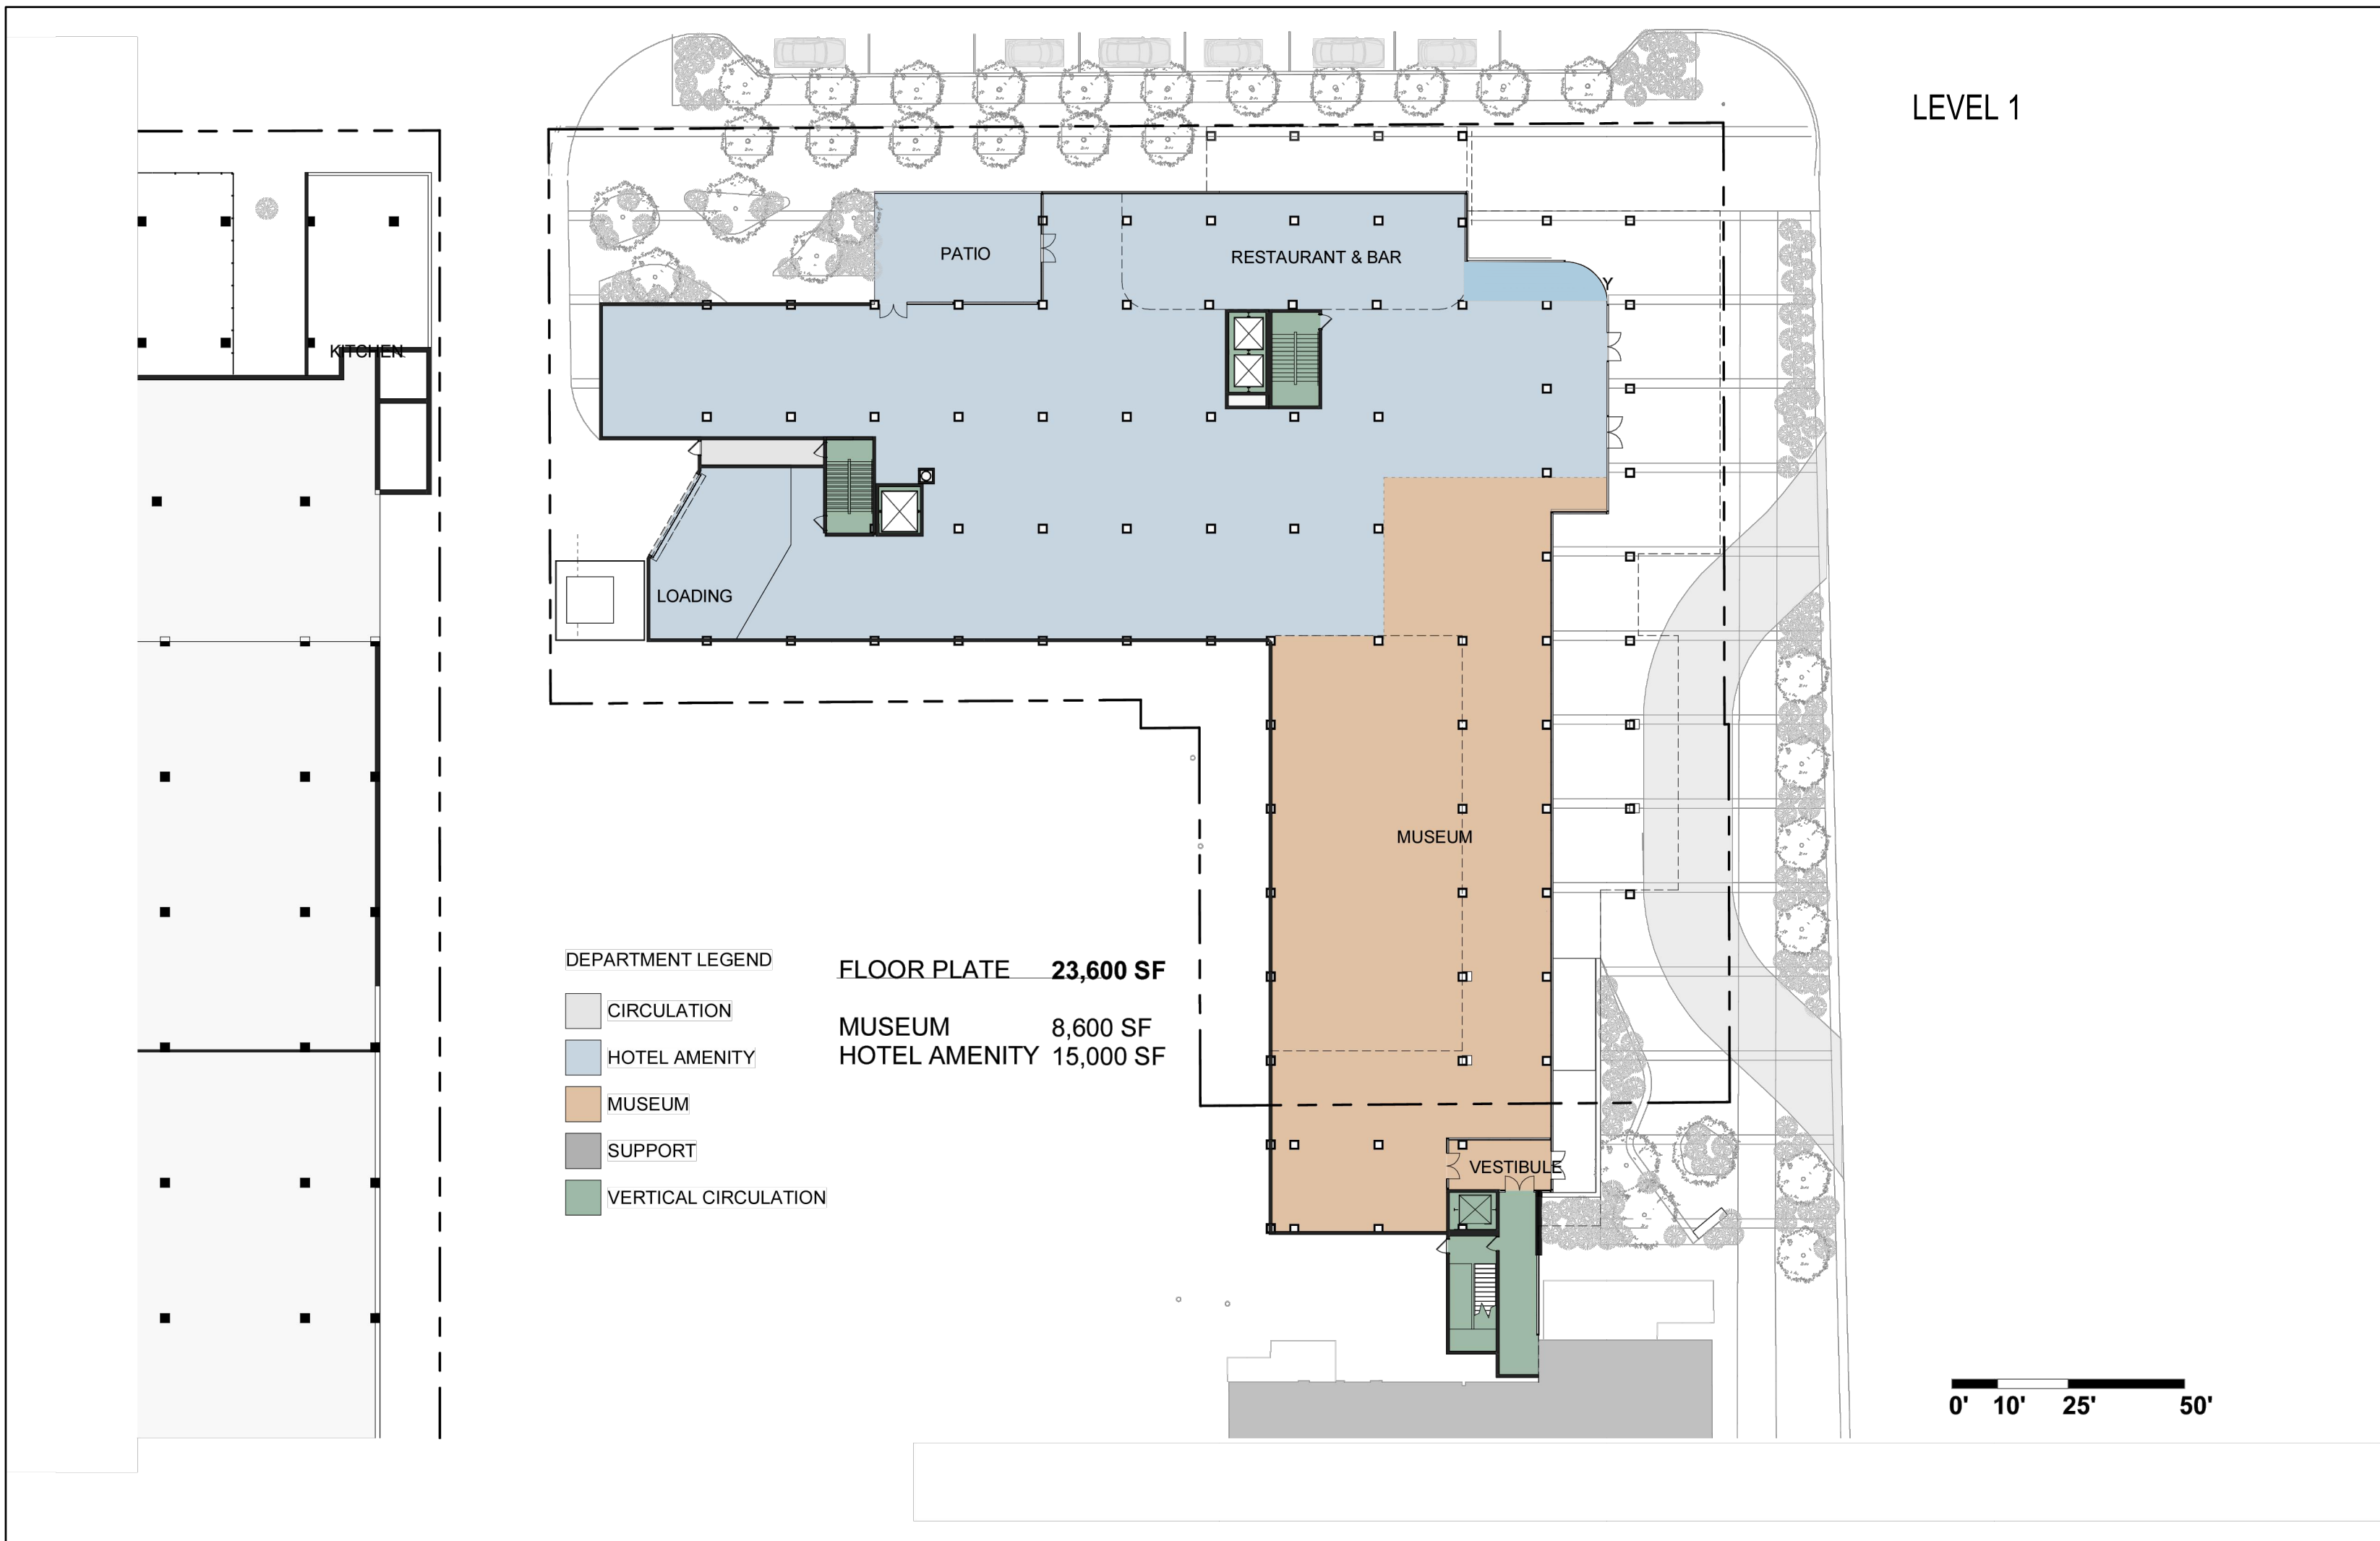 LEVEL 1
PATIO
RESTAURANT & BAR
Y
KITCHEN
LOADING
MUSEUM
DEPARTMENT LEGEND
CIRCULATION
HOTEL AMENITY
MUSEUM
SUPPORT
VERTICAL CIRCULATION
FLOOR PLATE 23,600 SF
MUSEUM 8,600 SF
HOTEL AMENITY 15,000 SF
VESTIBULE
0' 10' 25' 50'